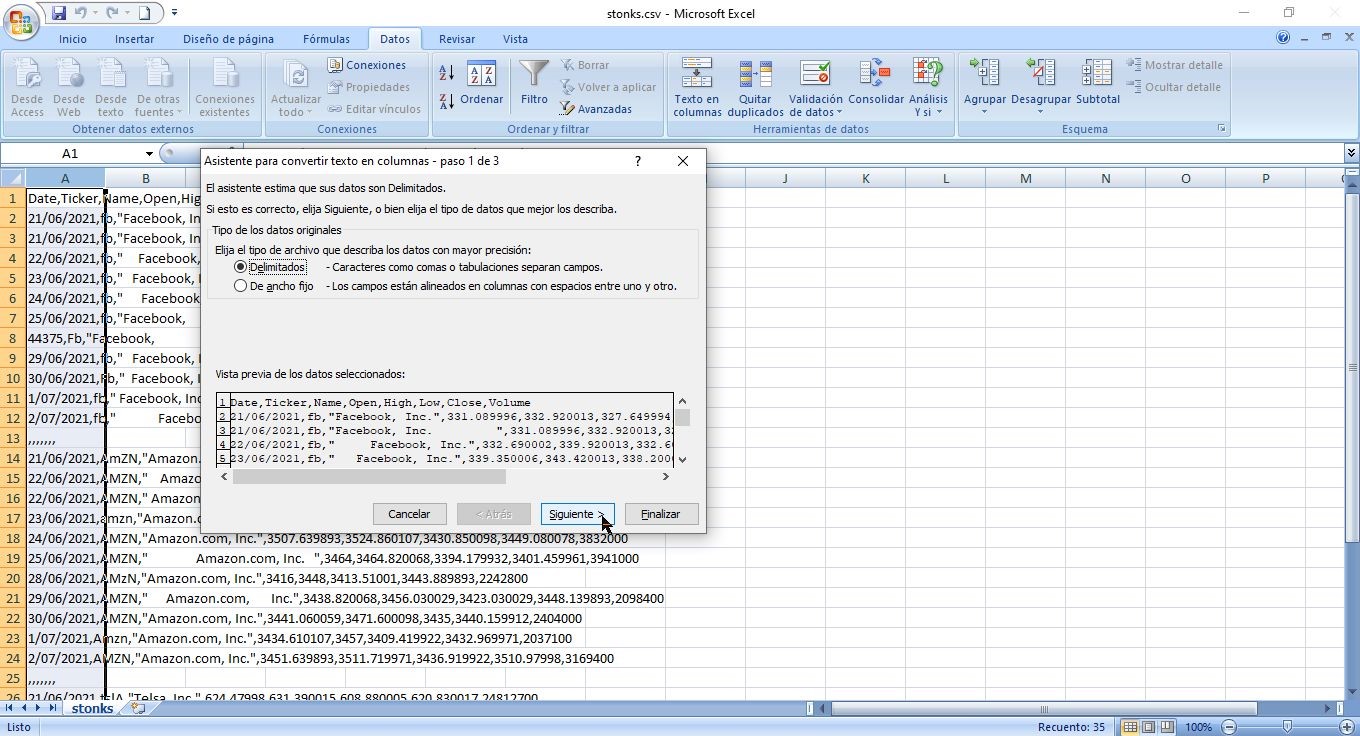 stonks.csv - Microsoft Excel
Inicio Insertar Diseño de página Fórmulas Datos Revisar Vista
Desde Access
Desde Web
Desde texto
De otras fuentes
Conexiones existentes
Obtener datos externos
Actualizar todo
Conexiones
Propiedades
Editar vínculos
Conexiones
Ordenar
Filtro
Borrar
Volver a aplicar
Avanzadas
Ordenar y filtrar
Texto en columnas
Quitar duplicados
Validación de datos
Consolidar
Análisis Y si
Herramientas de datos
Agrupar
Desagrupar
Subtotal
Mostrar detalle
Ocultar detalle
Esquema
A1
A B J K L M N O P
Asistente para convertir texto en columnas - paso 1 de 3 ?
El asistente estima que sus datos son Delimitados.
Si esto es correcto, elija Siguiente, o bien elija el tipo de datos que mejor los describa.
Tipo de los datos originales
Elija el tipo de archivo que describa los datos con mayor precisión:
Delimitados - Caracteres como comas o tabulaciones separan campos.
De ancho fijo - Los campos están alineados en columnas con espacios entre uno y otro.
Vista previa de los datos seleccionados:
1 Date,Ticker,Name,Open,High,Low,Close,Volume
2 21/06/2021,fb,"Facebook, Inc.",331.089996,332.920013,327.649994
3 21/06/2021,fb,"Facebook, Inc. ",331.089996,332.920013,32
4 22/06/2021,fb," Facebook, Inc.",332.690002,339.920013,332.6
5 23/06/2021,fb," Facebook, Inc.",339.350006,343.420013,338.2000
Cancelar < Atrás Siguiente > Finalizar
1 Date,Ticker,Name,Open,Hig
2 21/06/2021,fb,"Facebook, In
3 21/06/2021,fb,"Facebook, In
4 22/06/2021,fb," Facebook,
5 23/06/2021,fb," Facebook, I
6 24/06/2021,fb," Facebook
7 25/06/2021,fb,"Facebook,
8 44375,Fb,"Facebook,
9 29/06/2021,fb," Facebook, I
10 30/06/2021,Fb," Facebook, I
11 1/07/2021,fb," Facebook, Inc
12 2/07/2021,fb," Facebo
13 ,,,,,,,
14 21/06/2021,AmZN,"Amazon.
15 22/06/2021,AMZN," Amazo
16 22/06/2021,AMZN," Amazon
17 23/06/2021,amzn,"Amazon.c
18 24/06/2021,AMZN,"Amazon.com, Inc.",3507.639893,3524.860107,3430.850098,3449.080078,3832000
19 25/06/2021,AMZN," Amazon.com, Inc. ",3464,3464.820068,3394.179932,3401.459961,3941000
20 28/06/2021,AMzN,"Amazon.com, Inc.",3416,3448,3413.51001,3443.889893,2242800
21 29/06/2021,AMZN," Amazon.com, Inc.",3438.820068,3456.030029,3423.030029,3448.139893,2098400
22 30/06/2021,AMZN,"Amazon.com, Inc.",3441.060059,3471.600098,3435,3440.159912,2404000
23 1/07/2021,Amzn,"Amazon.com, Inc.",3434.610107,3457,3409.419922,3432.969971,2037100
24 2/07/2021,AMZN,"Amazon.com, Inc.",3451.639893,3511.719971,3436.919922,3510.97998,3169400
25 ,,,,,,,
26 21/06/2021,tslA,"Telsa, Inc.",624.47998,631.390015,608.880005,620.830017,24812700
stonks
Listo Recuento: 35 100%